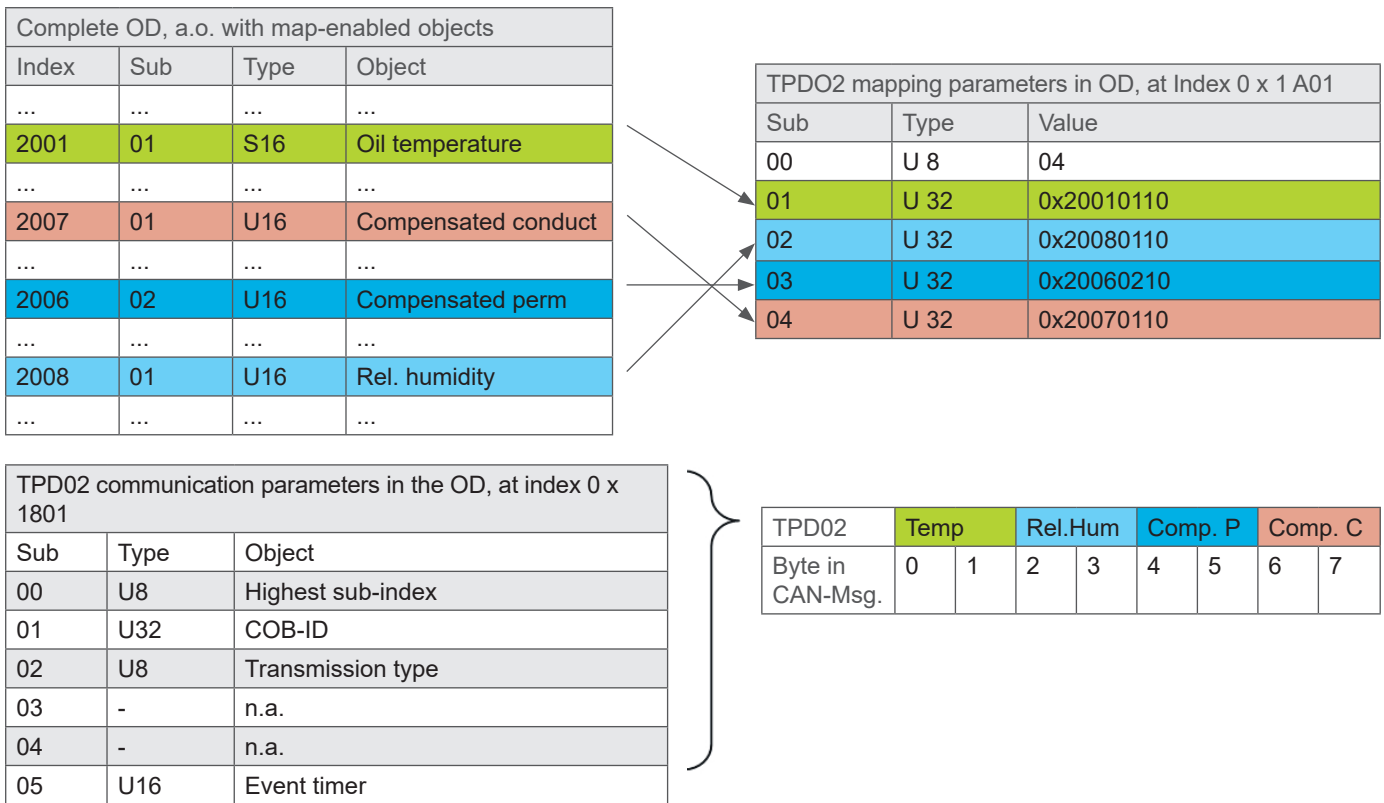 Complete OD, a.o. with map-enabled objects
Index Sub Type Object
... ... ... ...
2001 01 S16 Oil temperature
... ... ... ...
2007 01 U16 Compensated conduct
... ... ... ...
2006 02 U16 Compensated perm
... ... ... ...
2008 01 U16 Rel. humidity
... ... ... ...
TPDO2 mapping parameters in OD, at Index 0 x 1 A01
Sub Type Value
00 U 8 04
01 U 32 0x20010110
02 U 32 0x20080110
03 U 32 0x20060210
04 U 32 0x20070110
TPD02 communication parameters in the OD, at index 0 x
1801
Sub Type Object
00 U8 Highest sub-index
01 U32 COB-ID
02 U8 Transmission type
03 - n.a.
04 - n.a.
05 U16 Event timer
TPD02 Temp Rel.Hum Comp. P Comp. C
Byte in 0 1 2 3 4 5 6 7
CAN-Msg.